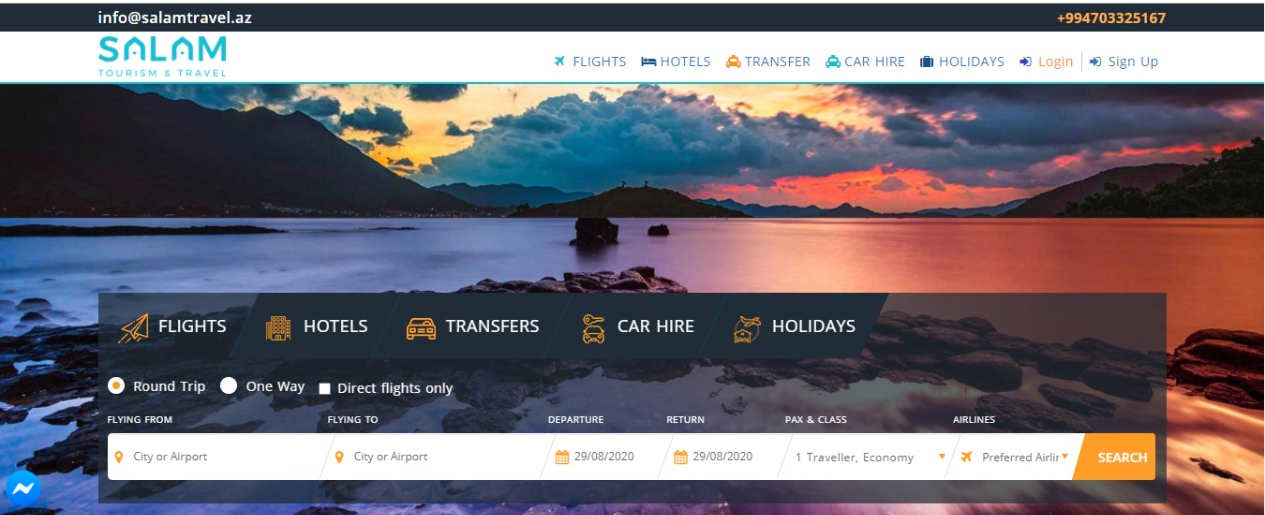 info@salamtravel.az +994703325167
SALAM
TOURISM & TRAVEL
FLIGHTS HOTELS TRANSFER CAR HIRE HOLIDAYS Login Sign Up
FLIGHTS HOTELS TRANSFERS CAR HIRE HOLIDAYS
Round Trip One Way Direct flights only
FLYING FROM FLYING TO DEPARTURE RETURN PAX & CLASS AIRLINES
City or Airport City or Airport 29/08/2020 29/08/2020 1 Traveller, Economy Preferred Airlir SEARCH